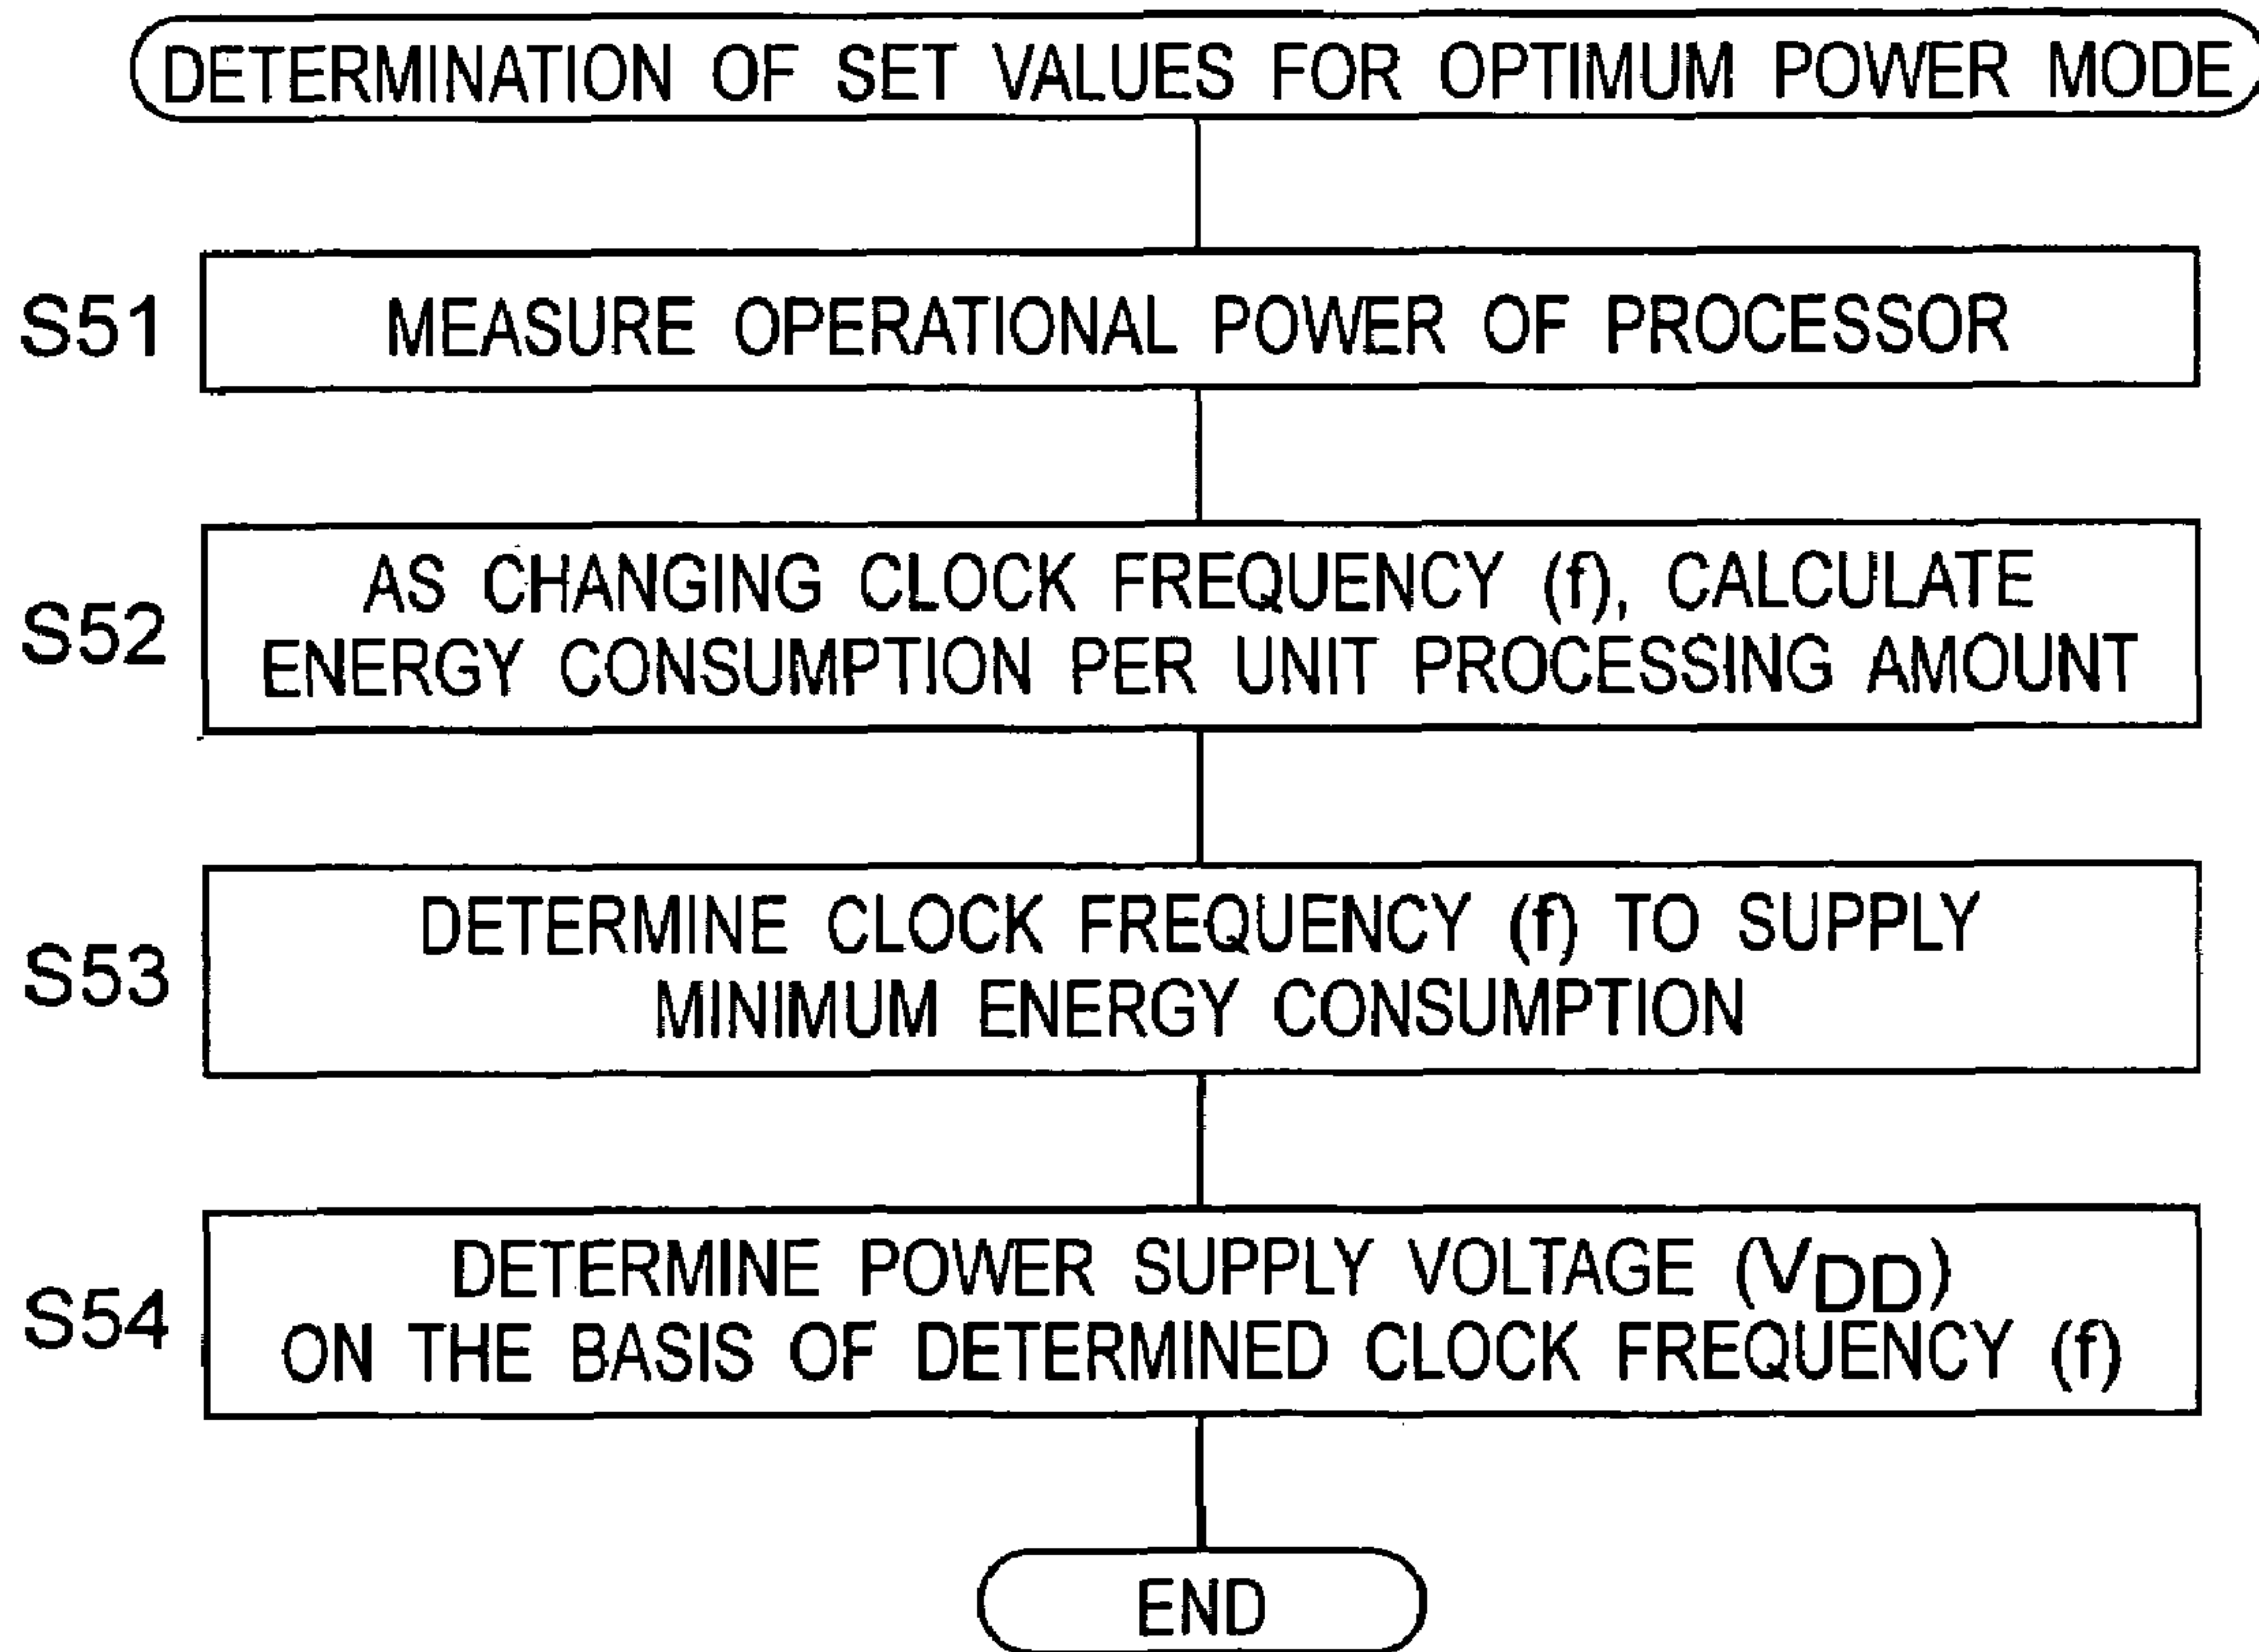 DETERMINATION OF SET VALUES FOR OPTIMUM POWER MODE
S51
MEASURE OPERATIONAL POWER OF PROCESSOR
S52
AS CHANGING CLOCK FREQUENCY (f), CALCULATE
ENERGY CONSUMPTION PER UNIT PROCESSING AMOUNT
S53
DETERMINE CLOCK FREQUENCY (f) TO SUPPLY
MINIMUM ENERGY CONSUMPTION
S54
DETERMINE POWER SUPPLY VOLTAGE (VDD)
ON THE BASIS OF DETERMINED CLOCK FREQUENCY (f)
END